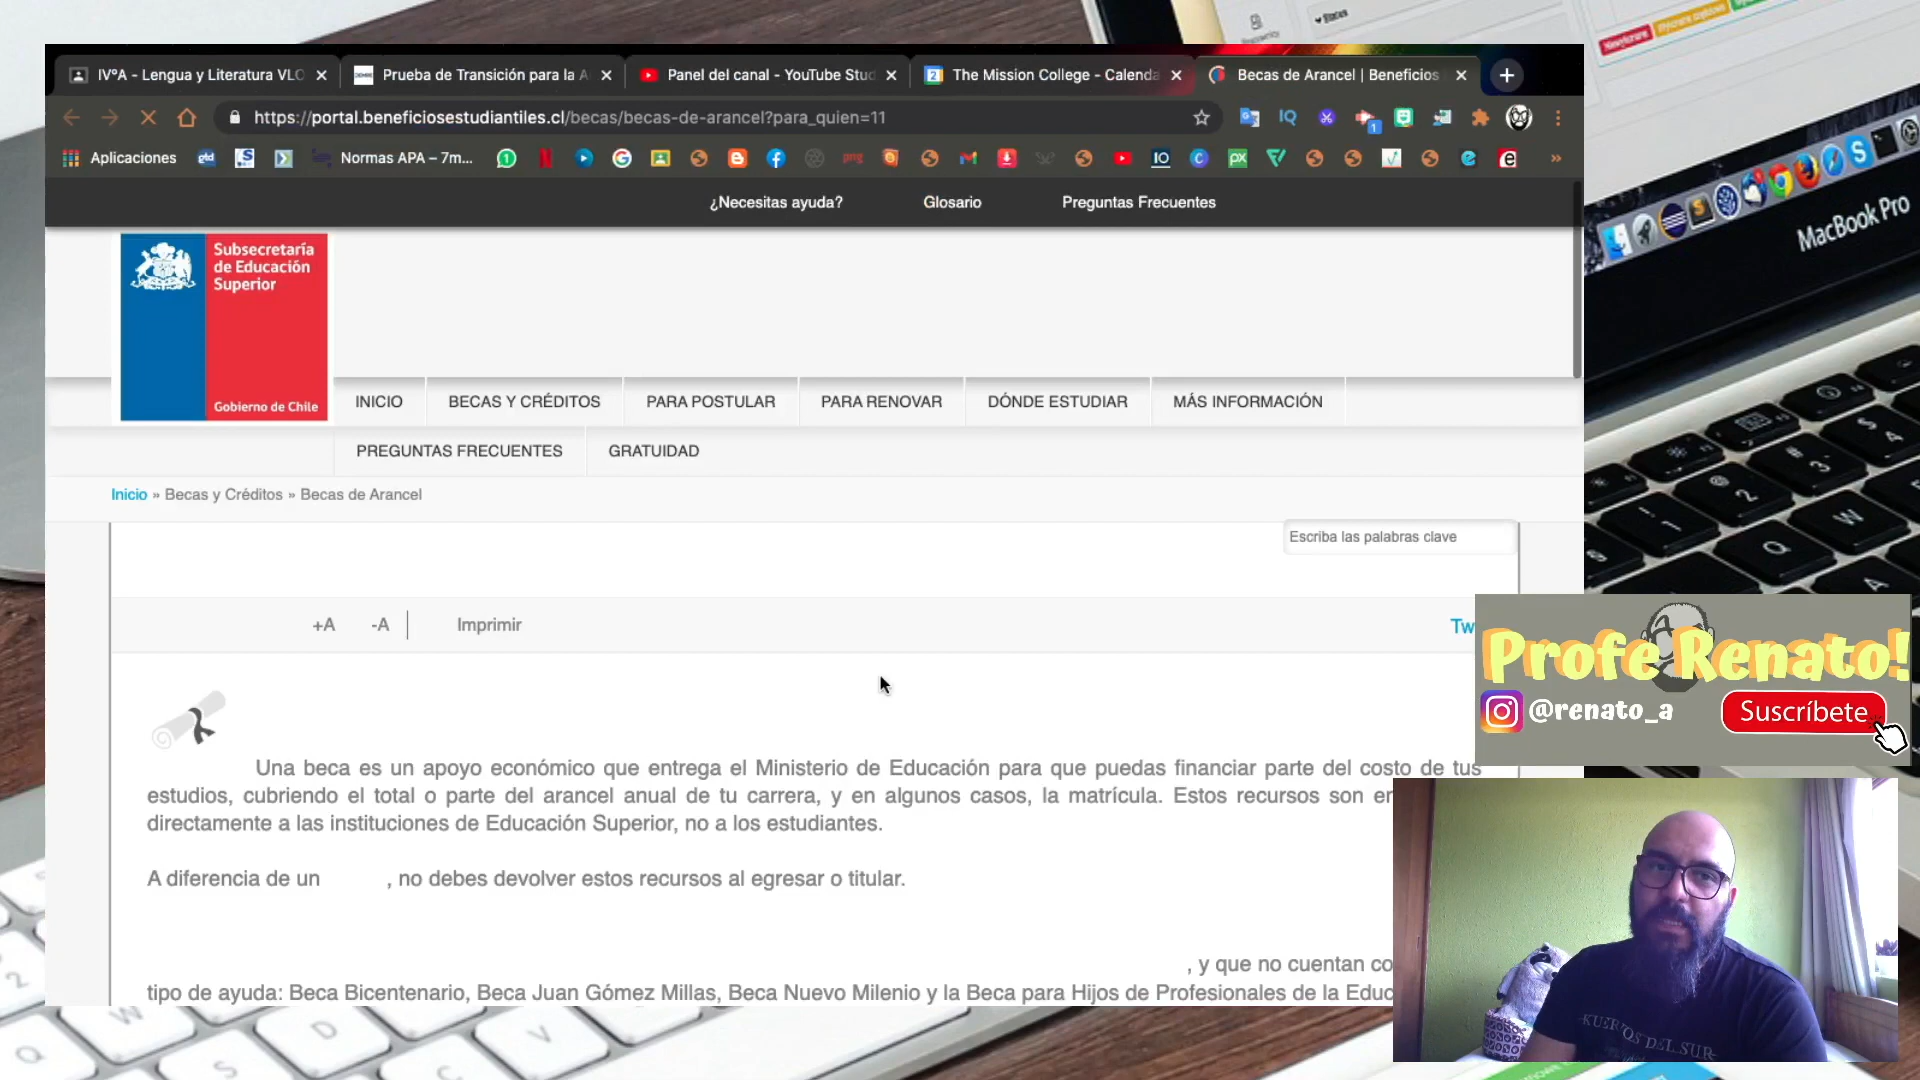 IVºA - Lengua y Literatura VLC
Prueba de Transición para la A
Panel del canal - YouTube Stud
The Mission College - Calenda
Becas de Arancel | Beneficios
https://portal.beneficiosestudiantiles.cl/becas/becas-de-arancel?para_quien=11
Aplicaciones
Normas APA – 7m...
¿Necesitas ayuda?
Glosario
Preguntas Frecuentes
Subsecretaría
de Educación
Superior
Gobierno de Chile
INICIO
BECAS Y CRÉDITOS
PARA POSTULAR
PARA RENOVAR
DÓNDE ESTUDIAR
MÁS INFORMACIÓN
PREGUNTAS FRECUENTES
GRATUIDAD
Inicio » Becas y Créditos » Becas de Arancel
Escriba las palabras clave
+A
-A
Imprimir
Tw
Una beca es un apoyo económico que entrega el Ministerio de Educación para que puedas financiar parte del costo de tus
estudios, cubriendo el total o parte del arancel anual de tu carrera, y en algunos casos, la matrícula. Estos recursos son en
directamente a las instituciones de Educación Superior, no a los estudiantes.
A diferencia de un , no debes devolver estos recursos al egresar o titular.
, y que no cuentan co
tipo de ayuda: Beca Bicentenario, Beca Juan Gómez Millas, Beca Nuevo Milenio y la Beca para Hijos de Profesionales de la Educ
Profe Renato!
@renato_a
Suscríbete
MacBook Pro
KUERVOS DEL SUR